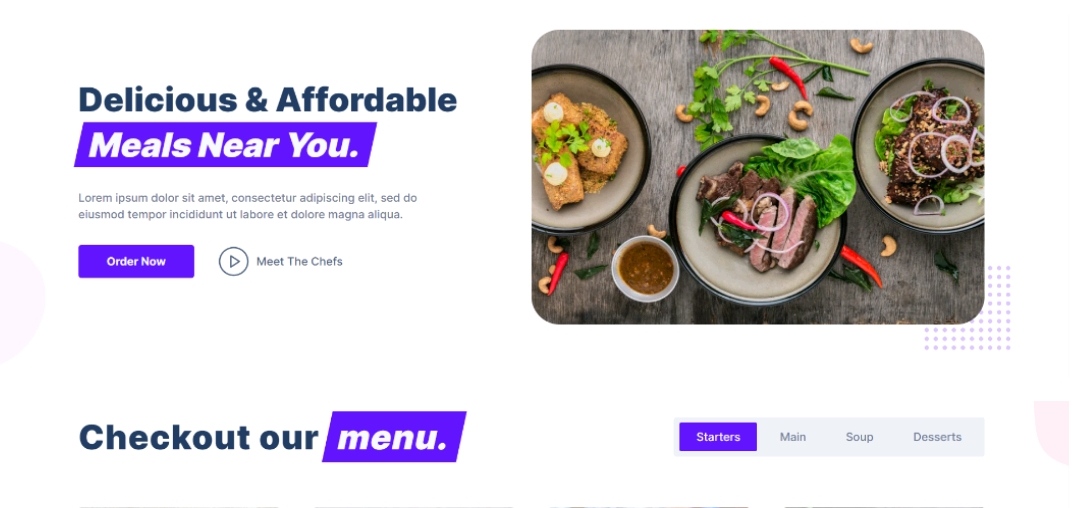 Delicious & Affordable
Meals Near You.
Lorem ipsum dolor sit amet, consectetur adipiscing elit, sed do
eiusmod tempor incididunt ut labore et dolore magna aliqua.
Order Now
Meet The Chefs
Checkout our menu.
Starters
Main
Soup
Desserts